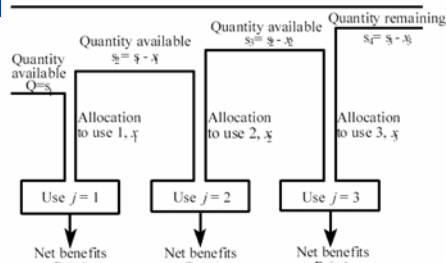 Quantity remaining
s4= s3 - x3
Quantity available
s3= s2 - x2
Quantity available
s2= s1 - x1
Quantity
available
Q=s1
Allocation
to use 1, x1
Allocation
to use 2, x2
Allocation
to use 3, x3
Use j = 1
Use j = 2
Use j = 3
Net benefits
Net benefits
Net benefits